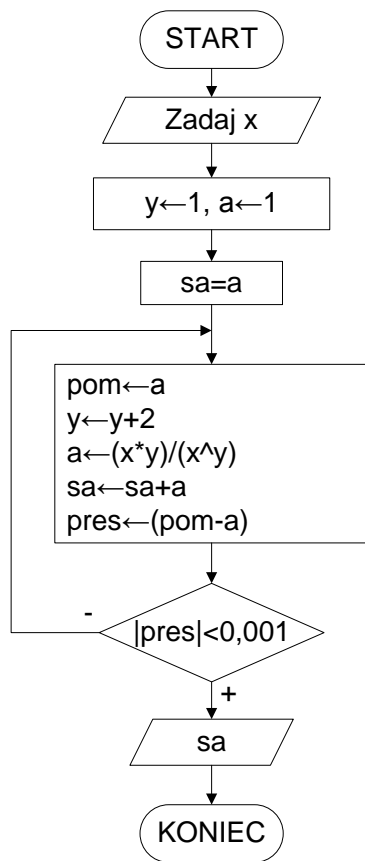 START
Zadaj x
y←1, a←1
sa=a
pom←a
y←y+2
a←(x*y)/(x^y)
sa←sa+a
pres←(pom-a)
-
|pres|<0,001
+
sa
KONIEC